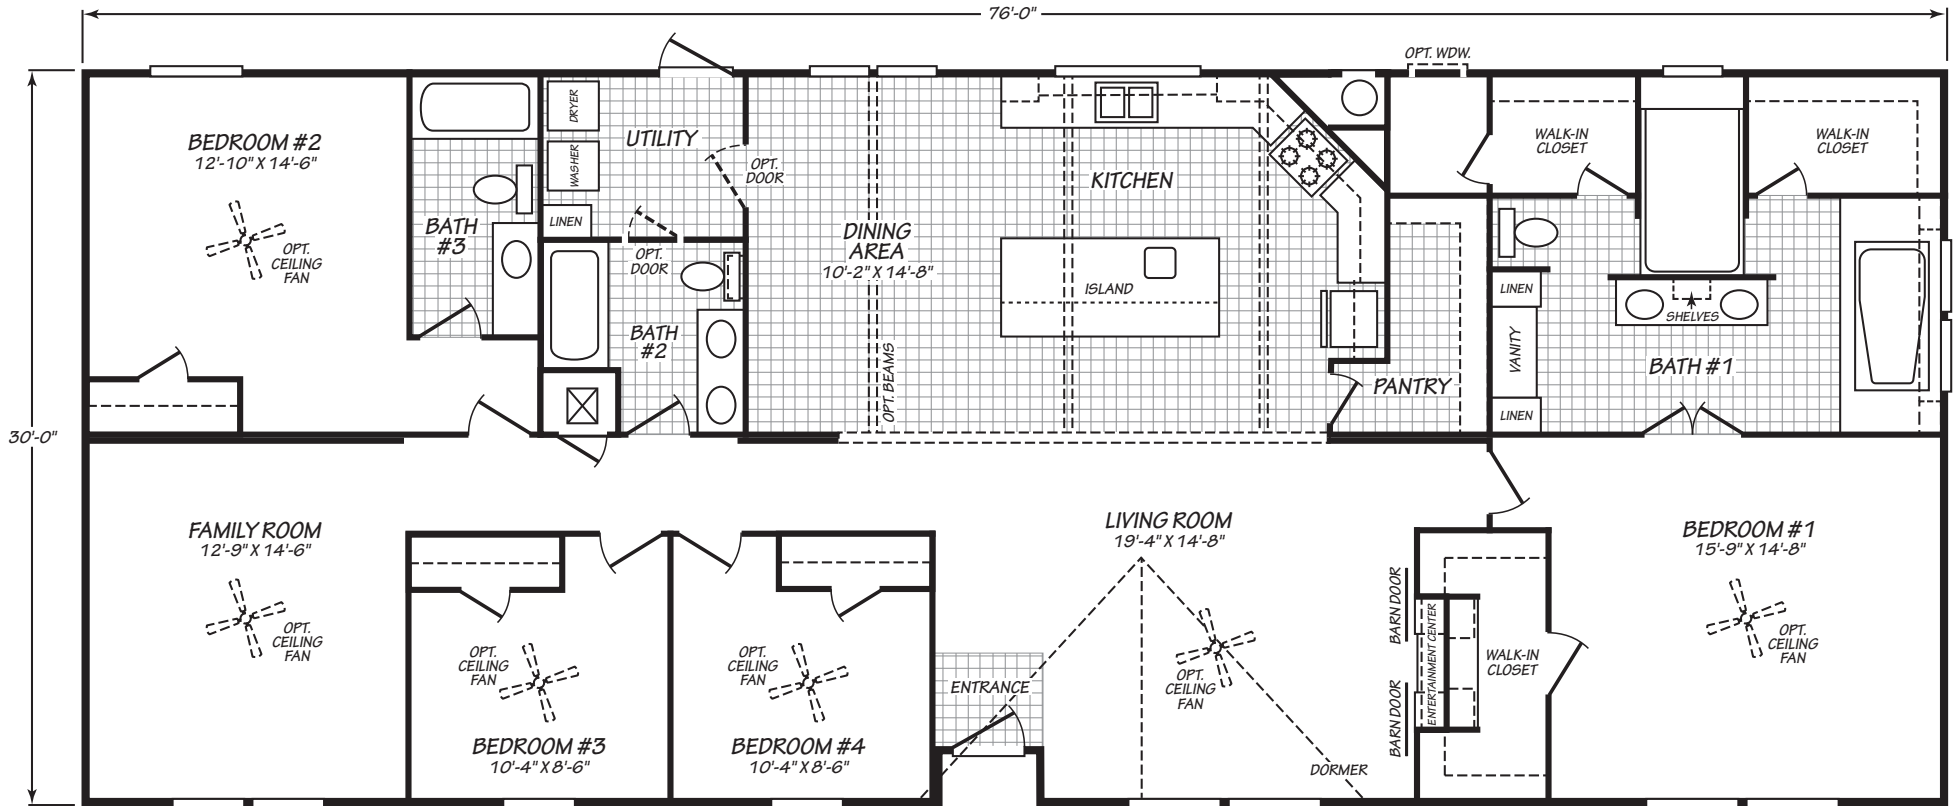 76'-0"
OPT. WDW.
30'-0"
BEDROOM #2
12'-10" X 14'-6"
OPT.
CEILING
FAN
BATH
#3
DRYER
WASHER
LINEN
UTILITY
OPT.
DOOR
OPT.
DOOR
BATH
#2
DINING
AREA
10'-2" X 14'-8"
OPT. BEAMS
KITCHEN
ISLAND
PANTRY
WALK-IN
CLOSET
WALK-IN
CLOSET
LINEN
VANITY
LINEN
SHELVES
BATH #1
FAMILY ROOM
12'-9" X 14'-6"
OPT.
CEILING
FAN
OPT.
CEILING
FAN
BEDROOM #3
10'-4" X 8'-6"
OPT.
CEILING
FAN
BEDROOM #4
10'-4" X 8'-6"
ENTRANCE
LIVING ROOM
19'-4" X 14'-8"
OPT.
CEILING
FAN
DORMER
BARN DOOR
BARN DOOR
ENTERTAINMENT CENTER
WALK-IN
CLOSET
BEDROOM #1
15'-9" X 14'-8"
OPT.
CEILING
FAN